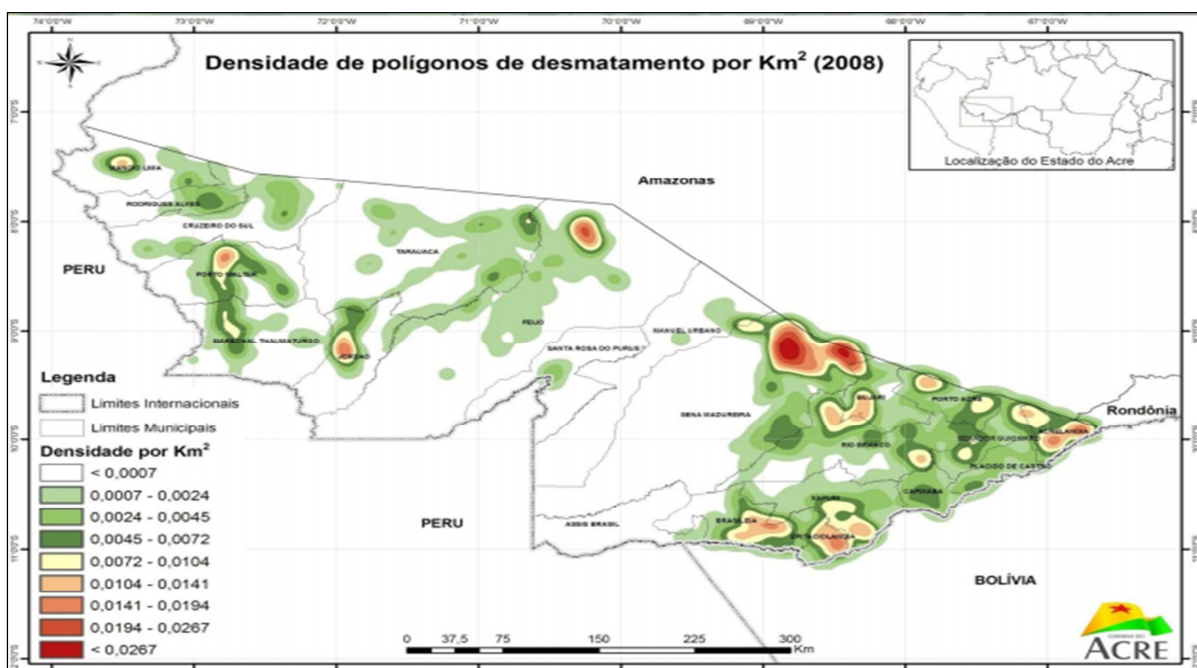 74°0'0"W 73°0'0"W 72°0'0"W 71°0'0"W 70°0'0"W 69°0'0"W 68°0'0"W 67°0'0"W
Densidade de polígonos de desmatamento por Km² (2008)
Localização do Estado do Acre
Amazonas
MANCIO LIMA
RODRIGUES ALVES
CRUZEIRO DO SUL
TARAUACA
PERU
PORTO WALTER
FEIJO
MANUEL URBANO
MARECHAL THAUMATURGO
JORDÃO
SANTA ROSA DO PURUS
BUJARI
PORTO ACRE
Rondônia
SENA MADUREIRA
ACRELANDIA
RIO BRANCO
SENADOR GUIOMARD
PLACIDO DE CASTRO
CAPIXABA
XAPURI
PERU
ASSIS BRASIL
BRASILEIA
EPITACIOLANDIA
BOLÍVIA
Legenda
Limites Internacionais
Limites Municipais
Densidade por Km²
< 0,0007
0,0007 - 0,0024
0,0024 - 0,0045
0,0045 - 0,0072
0,0072 - 0,0104
0,0104 - 0,0141
0,0141 - 0,0194
0,0194 - 0,0267
< 0,0267
0 37,5 75 150 225 300
Km
GOVERNO DO
ACRE